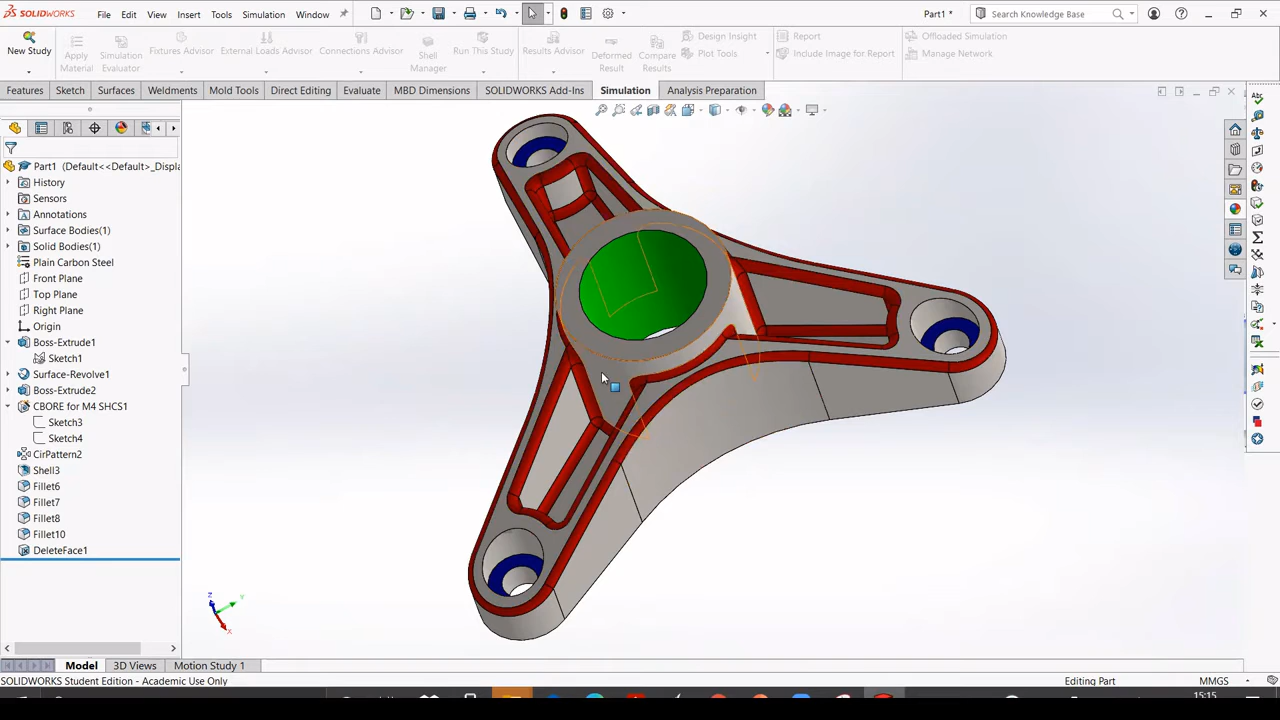 SOLIDWORKS File Edit View Insert Tools Simulation Window Part1 * Search Knowledge Base
New Study
Apply Material
Simulation Evaluator
Fixtures Advisor
External Loads Advisor
Connections Advisor
Shell Manager
Run This Study
Results Advisor
Deformed Result
Compare Results
Design Insight
Plot Tools
Report
Include Image for Report
Offloaded Simulation
Manage Network
Features Sketch Surfaces Weldments Mold Tools Direct Editing Evaluate MBD Dimensions SOLIDWORKS Add-Ins Simulation Analysis Preparation
Part1 (Default<<Default>_Displa
History
Sensors
Annotations
Surface Bodies(1)
Solid Bodies(1)
Plain Carbon Steel
Front Plane
Top Plane
Right Plane
Origin
Boss-Extrude1
Sketch1
Surface-Revolve1
Boss-Extrude2
CBORE for M4 SHCS1
Sketch3
Sketch4
CirPattern2
Shell3
Fillet6
Fillet7
Fillet8
Fillet10
DeleteFace1
Z
Y
X
Model 3D Views Motion Study 1
SOLIDWORKS Student Edition - Academic Use Only Editing Part MMGS
15:15